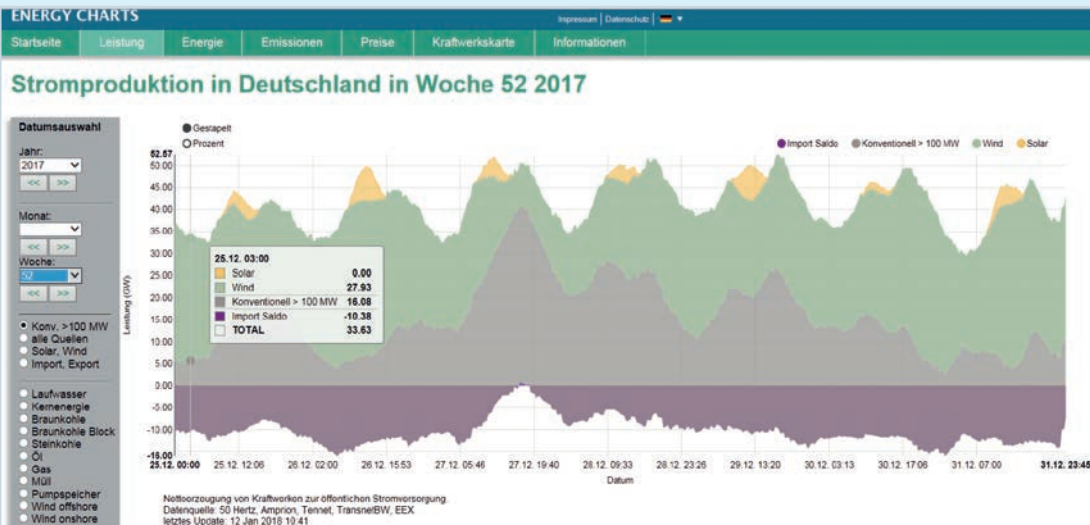 ENERGY CHARTS
Impressum | Datenschutz |
Startseite Leistung Energie Emissionen Preise Kraftwerkskarte Informationen
Stromproduktion in Deutschland in Woche 52 2017
Datumsauswahl
Jahr:
2017
<< >>
Monat:
<< >>
Woche:
52
<< >>
Konv. >100 MW
alle Quellen
Solar, Wind
Import, Export
Laufwasser
Kernenergie
Braunkohle
Braunkohle Block
Steinkohle
Öl
Gas
Müll
Pumpspeicher
Wind offshore
Wind onshore
Gestapelt
Prozent
Import Saldo Konventionell > 100 MW Wind Solar
Leistung (GW)
52.57
50.00
45.00
40.00
35.00
30.00
25.00
20.00
15.00
10.00
5.00
0.00
-5.00
-10.00
-15.00
25.12. 03:00
Solar 0.00
Wind 27.93
Konventionell > 100 MW 16.08
Import Saldo -10.38
TOTAL 33.63
25.12. 00:00 25.12. 12:06 26.12. 02:00 26.12. 15:53 27.12. 05:46 27.12. 19:40 28.12. 09:33 28.12. 23:26 29.12. 13:20 30.12. 03:13 30.12. 17:06 31.12. 07:00 31.12. 23:45
Datum
Nettoerzeugung von Kraftwerken zur öffentlichen Stromversorgung.
Datenquelle: 50 Hertz, Amprion, Tennet, TransnetBW, EEX
letztes Update: 12 Jan 2018 10:41